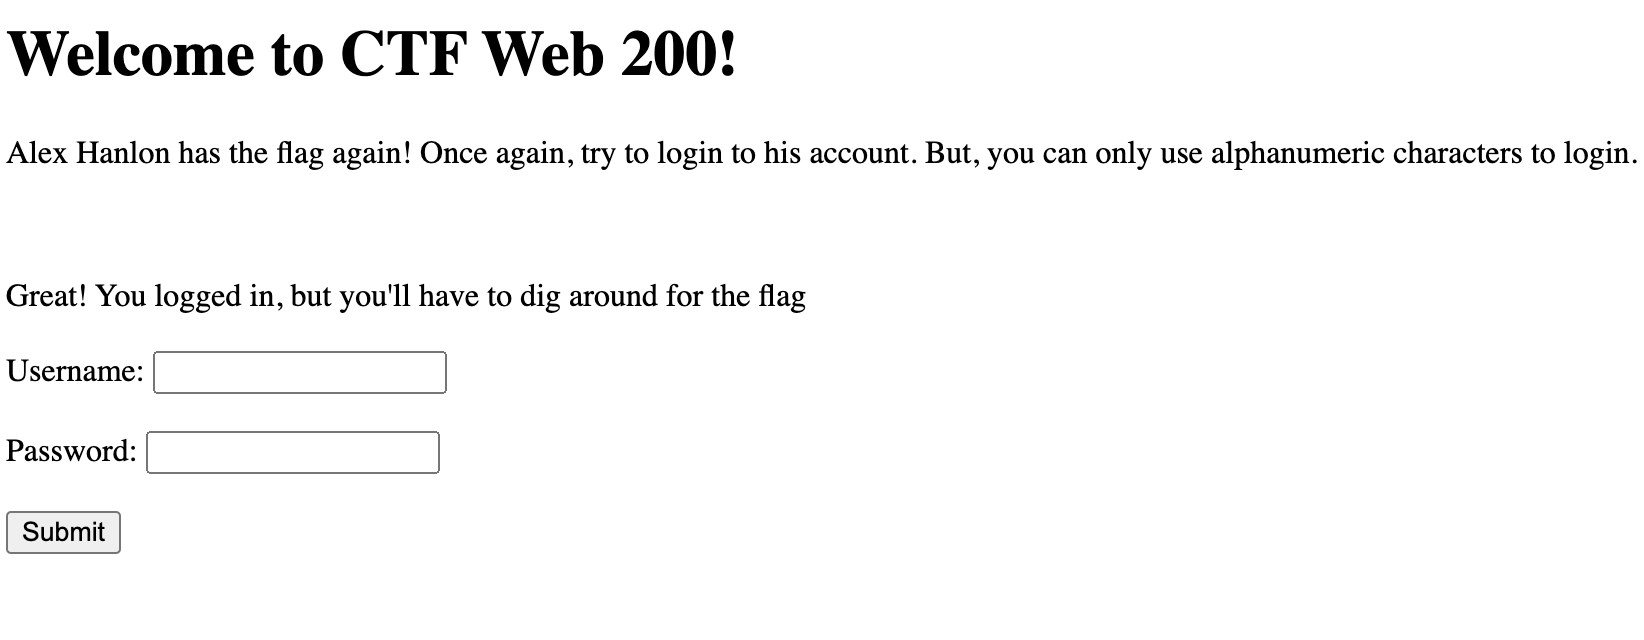 Welcome to CTF Web 200!
Alex Hanlon has the flag again! Once again, try to login to his account. But, you can only use alphanumeric characters to login.
Great! You logged in, but you'll have to dig around for the flag
Username:
Password:
Submit